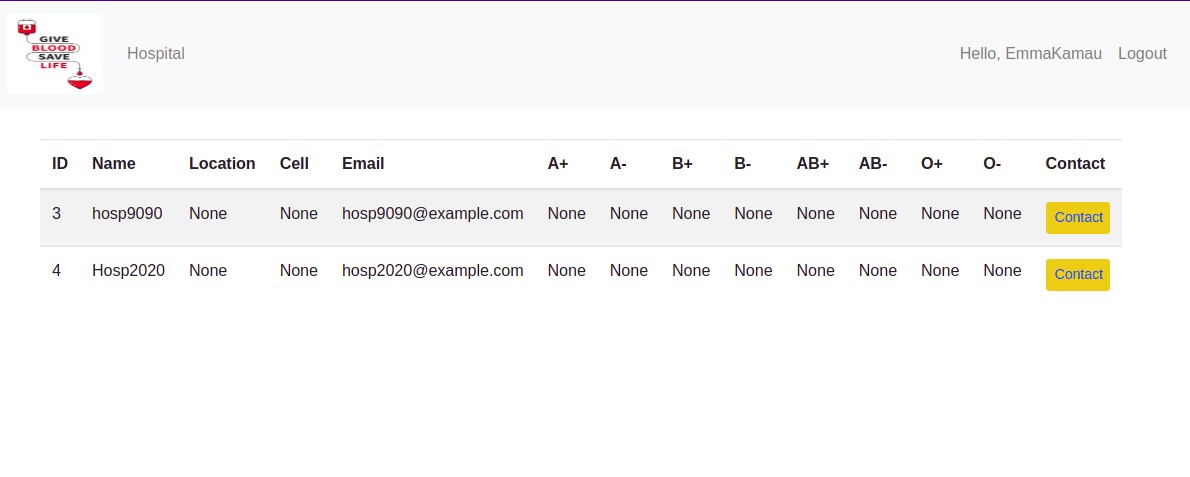 GIVE
BLOOD
SAVE
LIFE
Hospital
Hello, EmmaKamau Logout
ID Name Location Cell Email A+ A- B+ B- AB+ AB- O+ O- Contact
3 hosp9090 None None hosp9090@example.com None None None None None None None None Contact
4 Hosp2020 None None hosp2020@example.com None None None None None None None None Contact